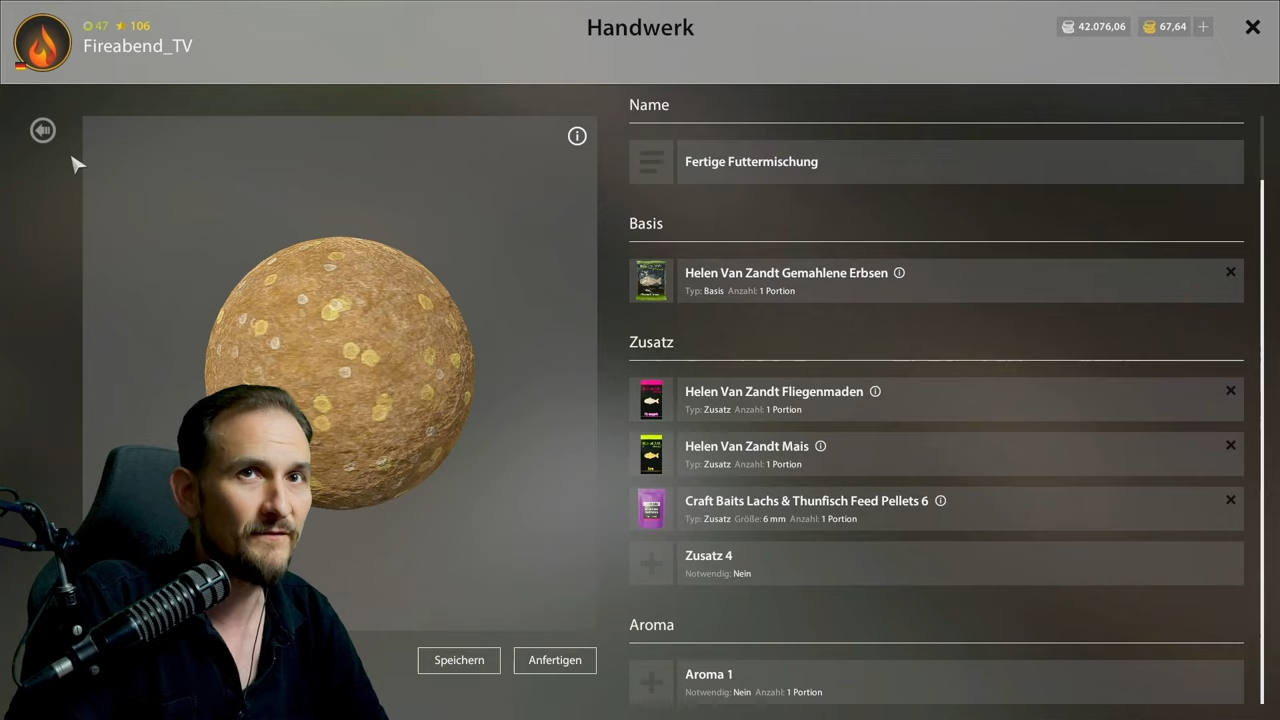 47 106
Fireabend_TV
Handwerk
42.076,06
67,64
Name
Fertige Futtermischung
Basis
Helen Van Zandt Gemahlene Erbsen
Typ: Basis Anzahl: 1 Portion
Zusatz
Helen Van Zandt Fliegenmaden
Typ: Zusatz Anzahl: 1 Portion
Helen Van Zandt Mais
Typ: Zusatz Anzahl: 1 Portion
Craft Baits Lachs & Thunfisch Feed Pellets 6
Typ: Zusatz Größe: 6 mm Anzahl: 1 Portion
Zusatz 4
Notwendig: Nein
Aroma
Aroma 1
Notwendig: Nein Anzahl: 1 Portion
Speichern
Anfertigen